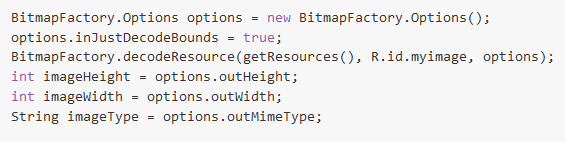 BitmapFactory.Options options = new BitmapFactory.Options();
options.inJustDecodeBounds = true;
BitmapFactory.decodeResource(getResources(), R.id.myimage, options);
int imageHeight = options.outHeight;
int imageWidth = options.outWidth;
String imageType = options.outMimeType;